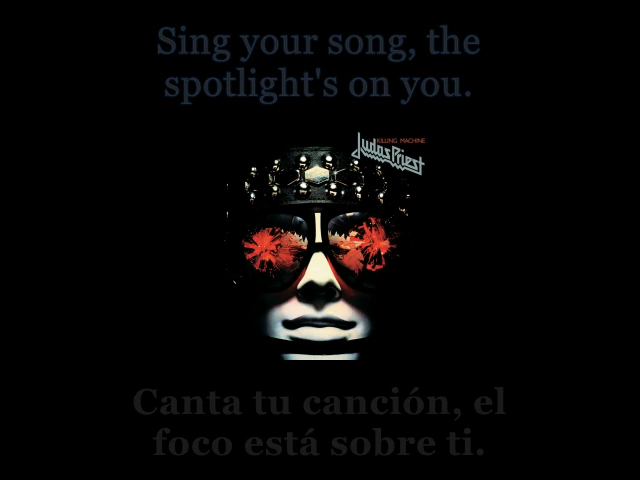 Sing your song, the
spotlight's on you.
KILLING MACHINE
Judas Priest
Canta tu canción, el
foco está sobre ti.